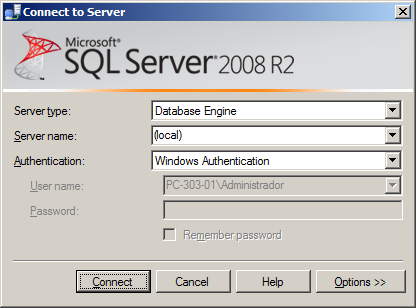 Connect to Server
Microsoft®
SQL Server® 2008 R2
Server type: Database Engine
Server name: (local)
Authentication: Windows Authentication
User name: PC-303-01\Administrador
Password:
Remember password
Connect Cancel Help Options >>